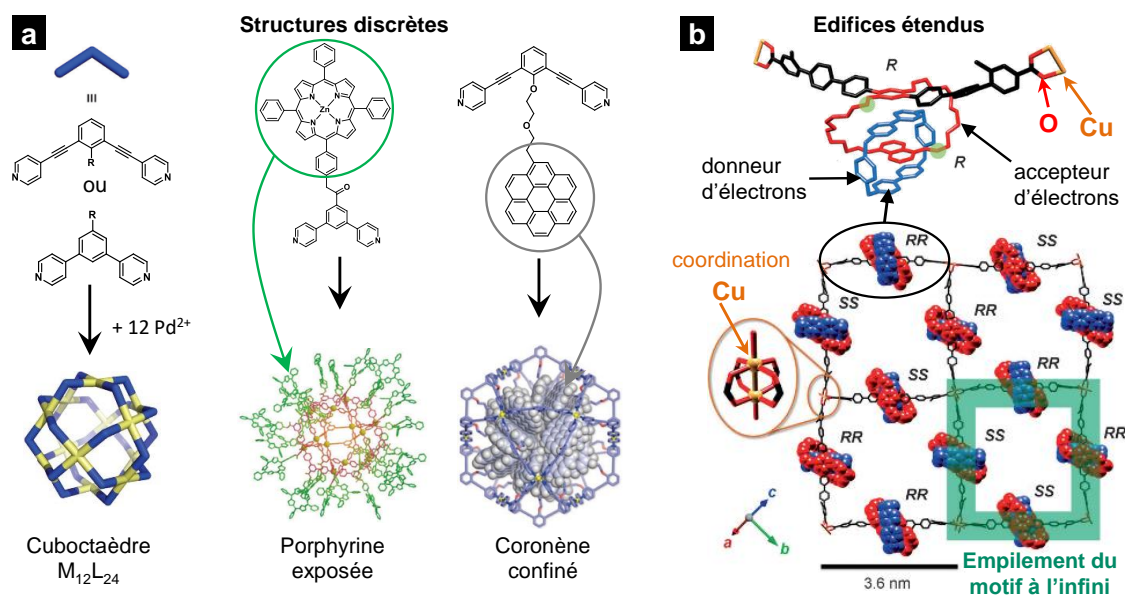 a
Structures discrètes
III
R
N
N
ou
R
N
N
+ 12 Pd2+
Cuboctaèdre
M12L24
N
N
Zn
N
N
O
N
N
Porphyrine
exposée
N
N
O
O
Coronène
confiné
b
Edifices étendus
R
O
Cu
R
donneur
d'électrons
accepteur
d'électrons
coordination
Cu
RR
SS
SS
RR
SS
SS
RR
RR
SS
RR
RR
SS
c
a
b
3.6 nm
Empilement du
motif à l'infini